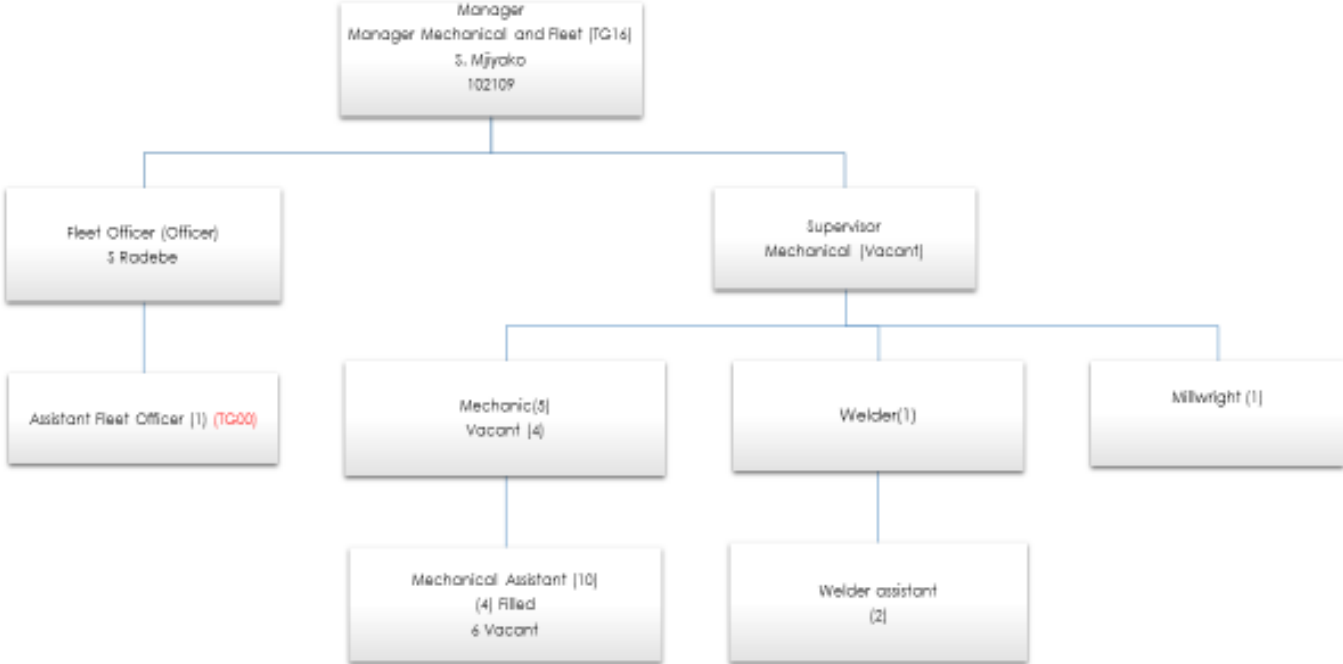 Manager
Manager Mechanical and Fleet (TG16)
S. Mjiyako
102109
Fleet Officer (Officer)
S Radebe
Supervisor
Mechanical (Vacant)
Assistant Fleet Officer (1) (TG00)
Mechanic(5)
Vacant (4)
Welder(1)
Millwright (1)
Mechanical Assistant (10)
(4) Filled
6 Vacant
Welder assistant
(2)